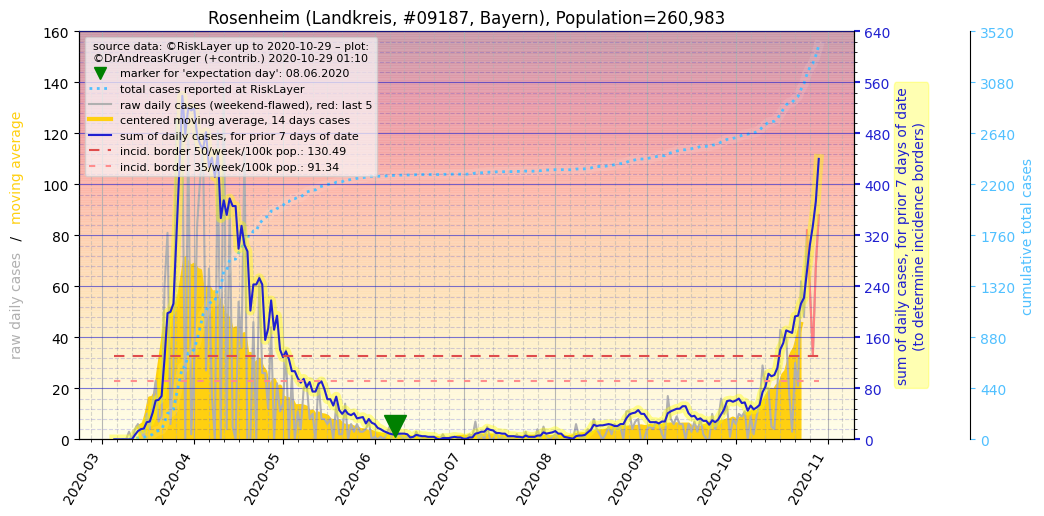 Rosenheim (Landkreis, #09187, Bayern), Population=260,983
source data: ©RiskLayer up to 2020-10-29 – plot:
©DrAndreasKruger (+contrib.) 2020-10-29 01:10
marker for 'expectation day': 08.06.2020
total cases reported at RiskLayer
raw daily cases (weekend-flawed), red: last 5
centered moving average, 14 days cases
sum of daily cases, for prior 7 days of date
incid. border 50/week/100k pop.: 130.49
incid. border 35/week/100k pop.: 91.34
raw daily cases / moving average
160
140
120
100
80
60
40
20
0
2020-03
2020-04
2020-05
2020-06
2020-07
2020-08
2020-09
2020-10
2020-11
640
560
480
400
320
240
160
80
0
sum of daily cases, for prior 7 days of date
(to determine incidence borders)
3520
3080
2640
2200
1760
1320
880
440
0
cumulative total cases